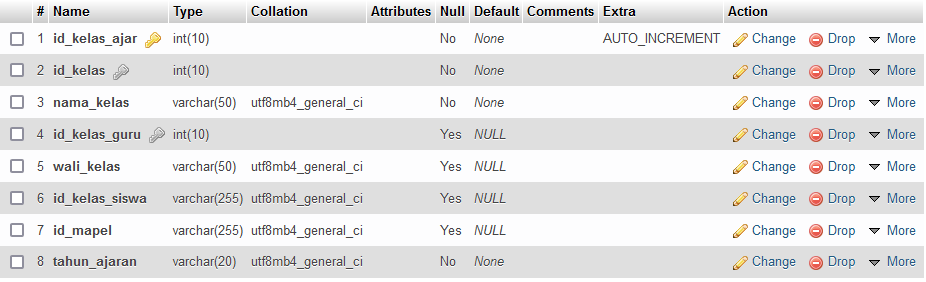 # Name Type Collation Attributes Null Default Comments Extra Action
1 id_kelas_ajar int(10) No None AUTO_INCREMENT Change Drop More
2 id_kelas int(10) No None Change Drop More
3 nama_kelas varchar(50) utf8mb4_general_ci No None Change Drop More
4 id_kelas_guru int(10) Yes NULL Change Drop More
5 wali_kelas varchar(50) utf8mb4_general_ci Yes NULL Change Drop More
6 id_kelas_siswa varchar(255) utf8mb4_general_ci Yes NULL Change Drop More
7 id_mapel varchar(255) utf8mb4_general_ci Yes NULL Change Drop More
8 tahun_ajaran varchar(20) utf8mb4_general_ci No None Change Drop More